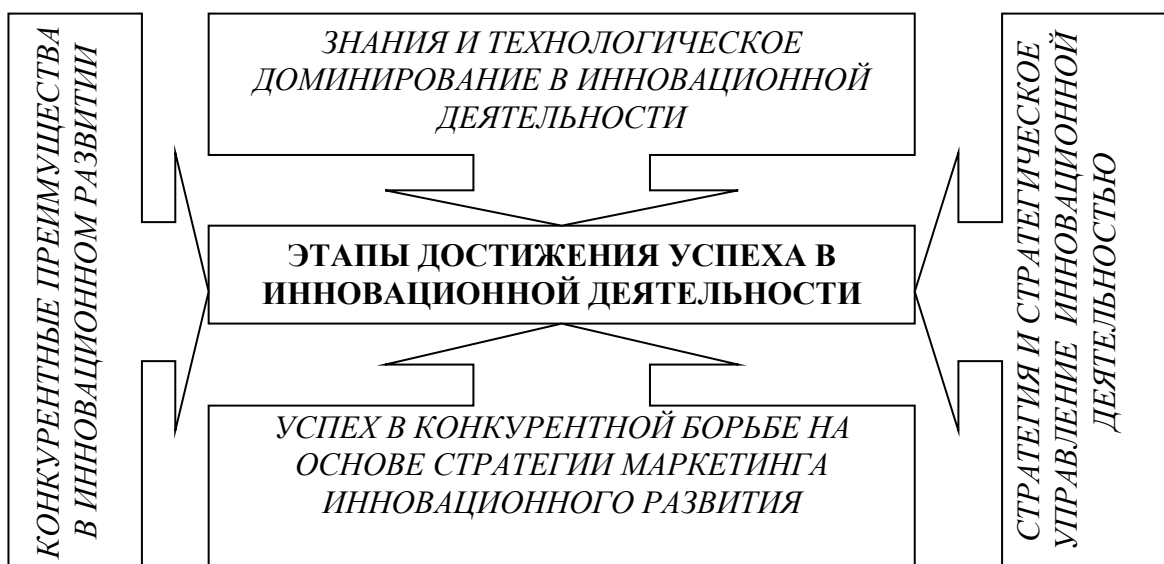 КОНКУРЕНТНЫЕ ПРЕИМУЩЕСТВА
В ИННОВАЦИОННОМ РАЗВИТИИ
ЗНАНИЯ И ТЕХНОЛОГИЧЕСКОЕ
ДОМИНИРОВАНИЕ В ИННОВАЦИОННОЙ
ДЕЯТЕЛЬНОСТИ
ЭТАПЫ ДОСТИЖЕНИЯ УСПЕХА В
ИННОВАЦИОННОЙ ДЕЯТЕЛЬНОСТИ
УСПЕХ В КОНКУРЕНТНОЙ БОРЬБЕ НА
ОСНОВЕ СТРАТЕГИИ МАРКЕТИНГА
ИННОВАЦИОННОГО РАЗВИТИЯ
СТРАТЕГИЯ И СТРАТЕГИЧЕСКОЕ
УПРАВЛЕНИЕ ИННОВАЦИОННОЙ
ДЕЯТЕЛЬНОСТЬЮ